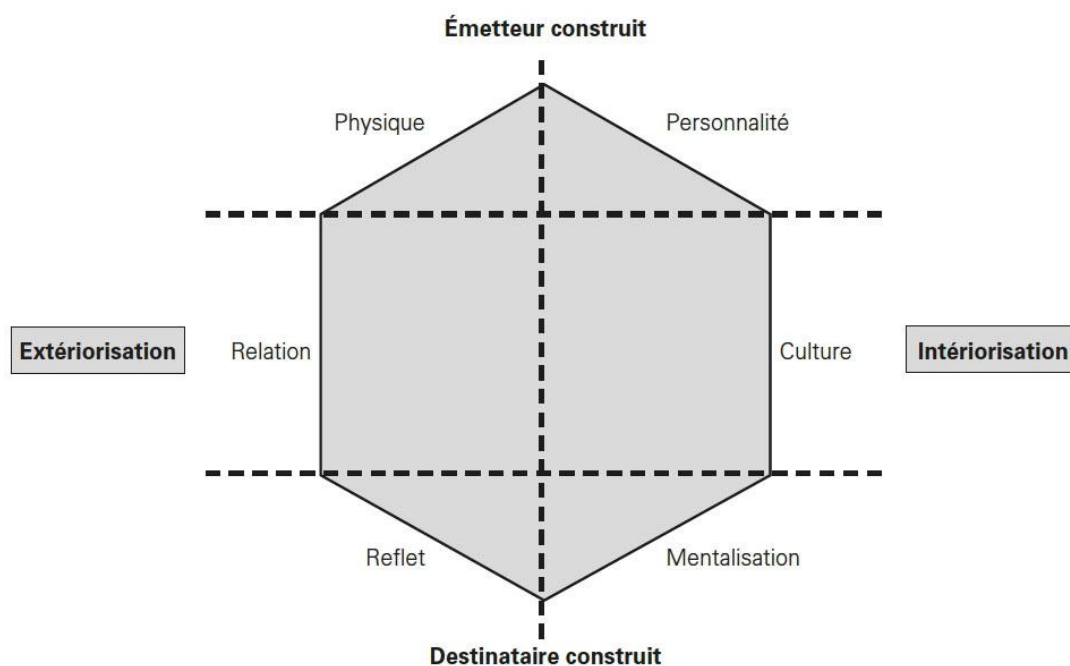 Émetteur construit
Physique
Personnalité
Extériorisation
Relation
Culture
Intériorisation
Reflet
Mentalisation
Destinataire construit